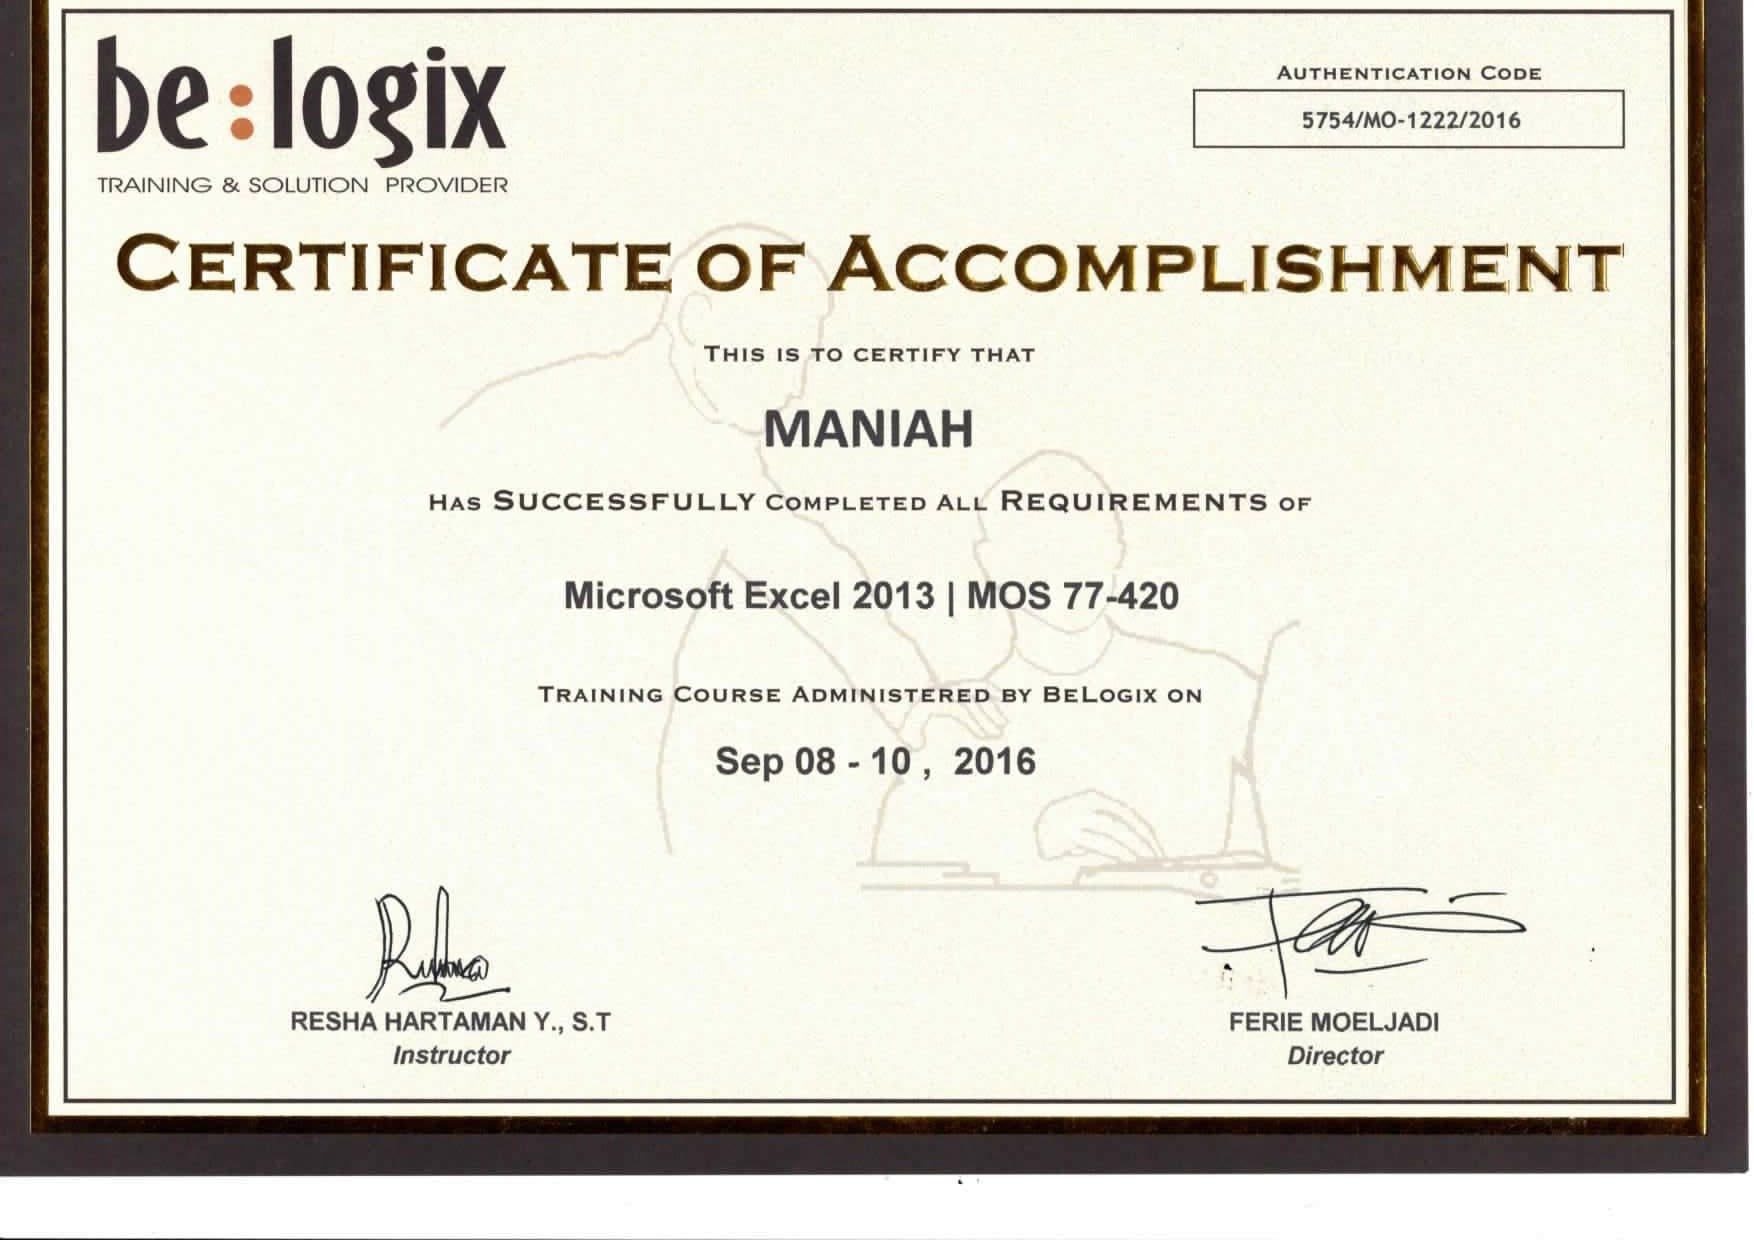 be:logix
TRAINING & SOLUTION PROVIDER
AUTHENTICATION CODE
5754/MO-1222/2016
CERTIFICATE OF ACCOMPLISHMENT
THIS IS TO CERTIFY THAT
MANIAH
HAS SUCCESSFULLY COMPLETED ALL REQUIREMENTS OF
Microsoft Excel 2013 | MOS 77-420
TRAINING COURSE ADMINISTERED BY BELOGIX ON
Sep 08 - 10 , 2016
RESHA HARTAMAN Y., S.T
Instructor
FERIE MOELJADI
Director